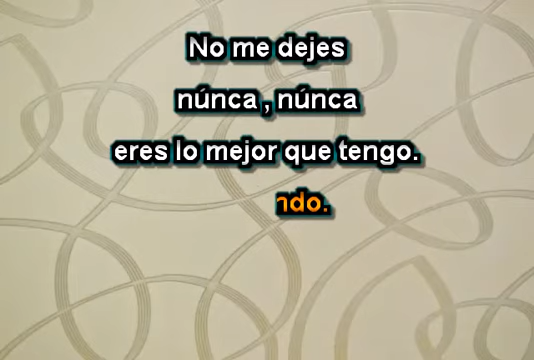 No me dejes
núnca , núnca
eres lo mejor que tengo.
ndo.